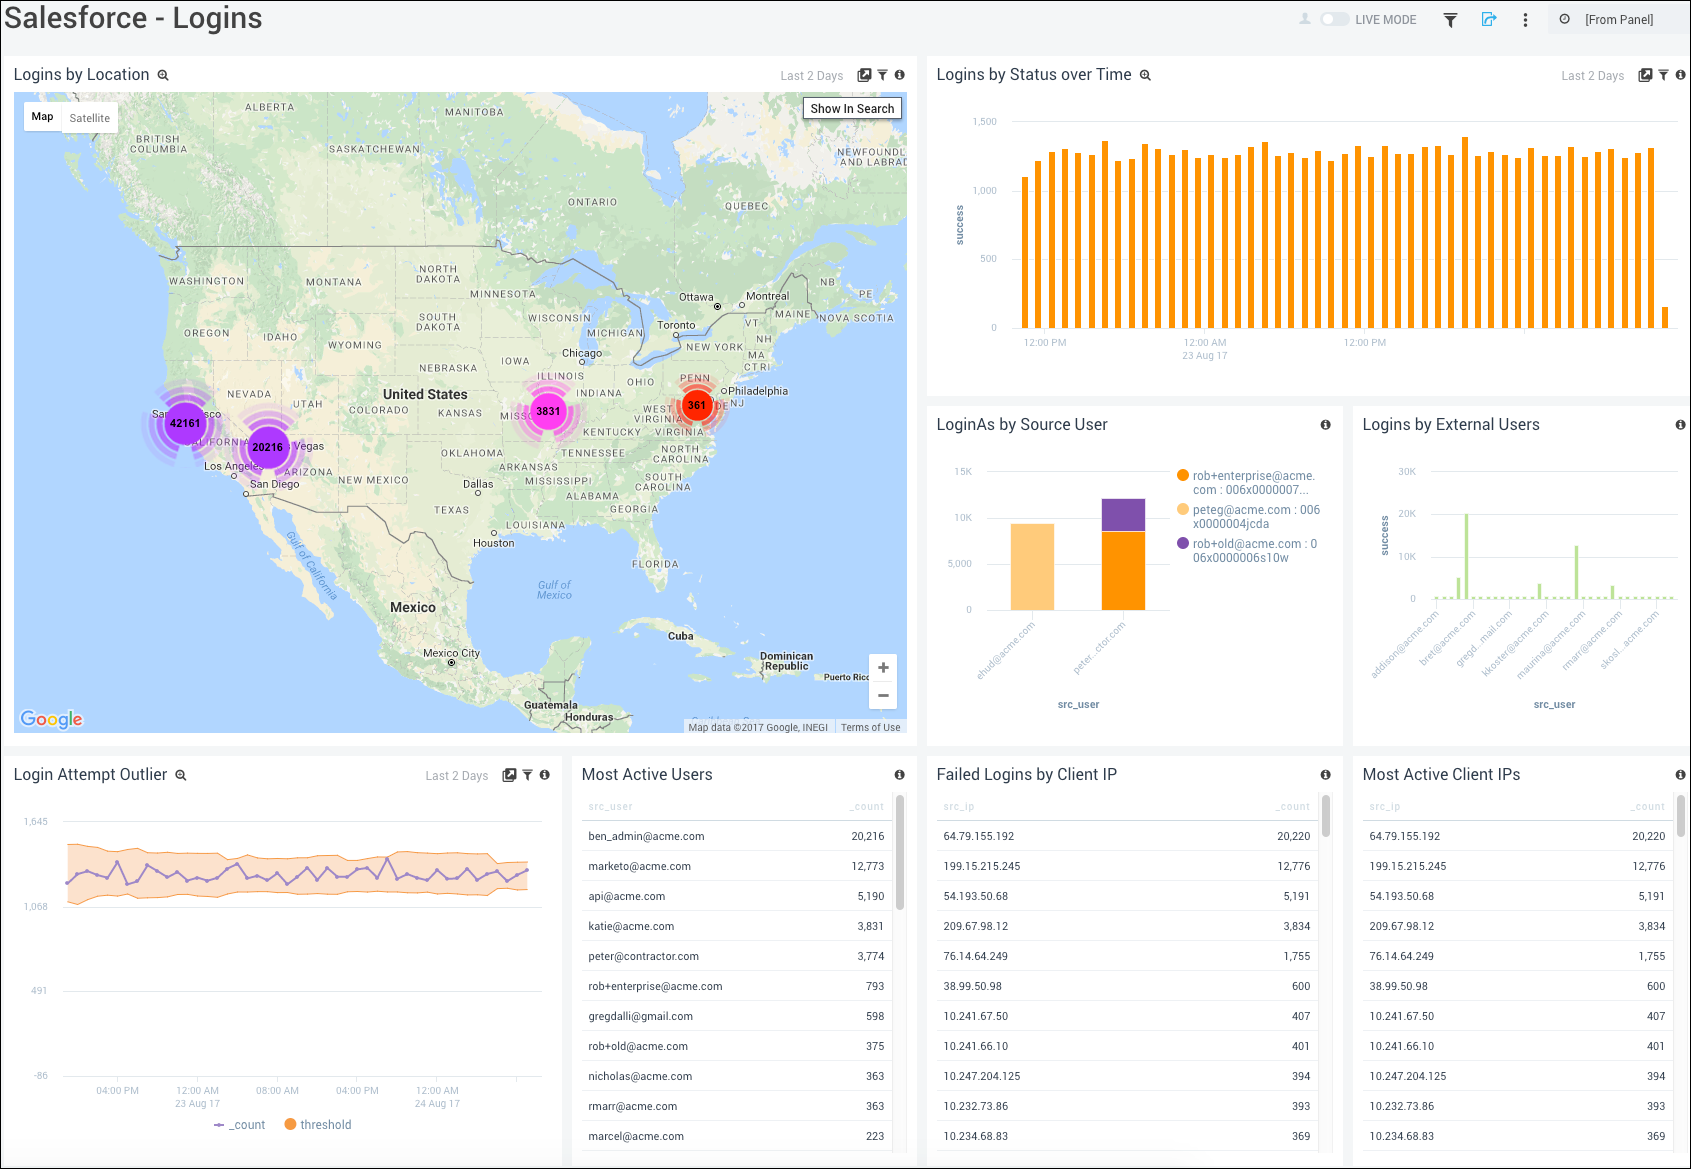 Salesforce - Logins
LIVE MODE
[From Panel]
Logins by Location
Last 2 Days
Map
Satellite
Show In Search
ALBERTA
MANITOBA
BRITISH
COLUMBIA
SASKATCHEWAN
NEWFOUNDL
AND LABRAD
ONTARIO
QUEBEC
WASHINGTON
MONTANA
NORTH
DAKOTA
MINNESOTA
Ottawa
Montreal
NB
PE
MAINE
NOVA SCOTIA
OREGON
IDAHO
SOUTH
DAKOTA
WISCONSIN
Toronto
MICHIGAN
VT
NH
WYOMING
NEW YORK
MA
CT
RI
IOWA
Chicago
NEBRASKA
ILLINOIS
INDIANA
OHIO
PENN
Philadelphia
NJ
NEVADA
UTAH
United States
COLORADO
KANSAS
MISS
3831
361
DE
WEST
VIRGINIA
San
isco
42161
CALIFORNIA
20216
Vegas
KENTUCKY
VIRGINIA
Los Angeles
ARIZONA
NEW MEXICO
OKLAHOMA
ARKANSAS
TENNESSEE
NORTH
CAROLINA
San Diego
Dallas
MISSISSIPPI
SOUTH
CAROLINA
ALABAMA
TEXAS
GEORGIA
LOUISIANA
Houston
FLORIDA
Gulf of California
Gulf of
Mexico
Mexico
Cuba
Mexico City
Dominican
Republic
Puerto Rico
Guatemala
Honduras
Google
Map data ©2017 Google, INEGI
Terms of Use
Logins by Status over Time
Last 2 Days
1,500
1,000
500
0
success
12:00 PM
12:00 AM
23 Aug 17
12:00 PM
LoginAs by Source User
15K
10K
5,000
0
ehud@acme.com
peter...ctor.com
src_user
rob+enterprise@acme.
com : 006x0000007...
peteg@acme.com : 006
x0000004jcda
rob+old@acme.com : 0
06x0000006s10w
Logins by External Users
30K
20K
10K
0
success
addison@acme.com
bret@acme.com
gregd...mail.com
kkoster@acme.com
maurina@acme.com
rmarr@acme.com
skosl...acme.com
src_user
Login Attempt Outlier
Last 2 Days
1,645
1,068
491
-86
04:00 PM
12:00 AM
23 Aug 17
08:00 AM
04:00 PM
12:00 AM
24 Aug 17
_count
threshold
Most Active Users
src_user _count
ben_admin@acme.com 20,216
marketo@acme.com 12,773
api@acme.com 5,190
katie@acme.com 3,831
peter@contractor.com 3,774
rob+enterprise@acme.com 793
gregdalli@gmail.com 598
rob+old@acme.com 375
nicholas@acme.com 363
rmarr@acme.com 363
marcel@acme.com 223
Failed Logins by Client IP
src_ip _count
64.79.155.192 20,220
199.15.215.245 12,776
54.193.50.68 5,191
209.67.98.12 3,834
76.14.64.249 1,755
38.99.50.98 600
10.241.67.50 407
10.241.66.10 401
10.247.204.125 394
10.232.73.86 393
10.234.68.83 369
Most Active Client IPs
src_ip _count
64.79.155.192 20,220
199.15.215.245 12,776
54.193.50.68 5,191
209.67.98.12 3,834
76.14.64.249 1,755
38.99.50.98 600
10.241.67.50 407
10.241.66.10 401
10.247.204.125 394
10.232.73.86 393
10.234.68.83 369